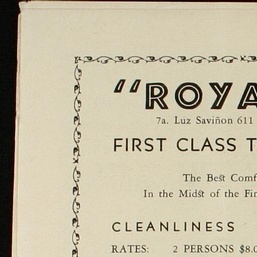 "ROYA
7a. Luz Saviñon 611
FIRST CLASS T
The Best Comf
In the Midst of the Fin
CLEANLINESS
RATES: 2 PERSONS $8.0